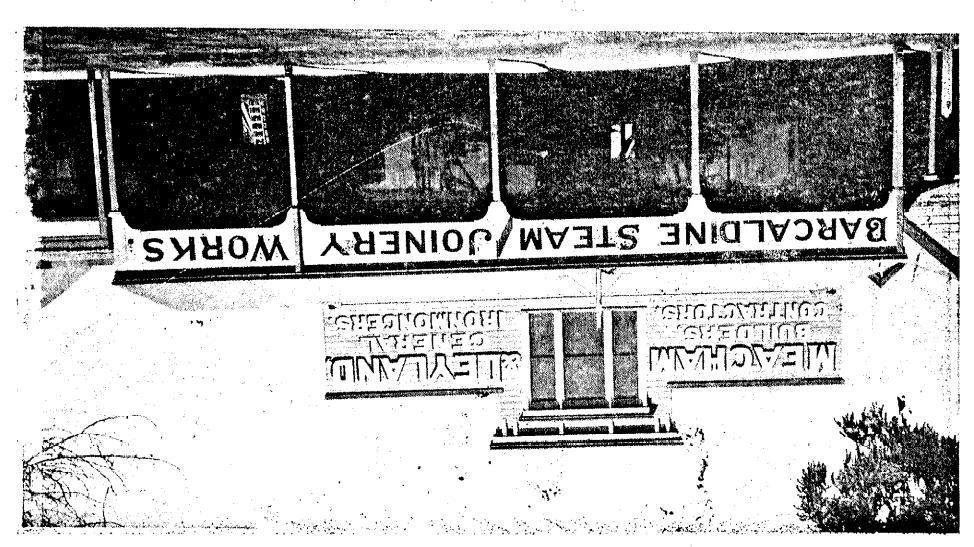 MEACHAM
BUILDERS,
CONTRACTORS,
& LEYLAND,
GENERAL
IRONMONGERS
BARCALDINE STEAM JOINERY WORKS.